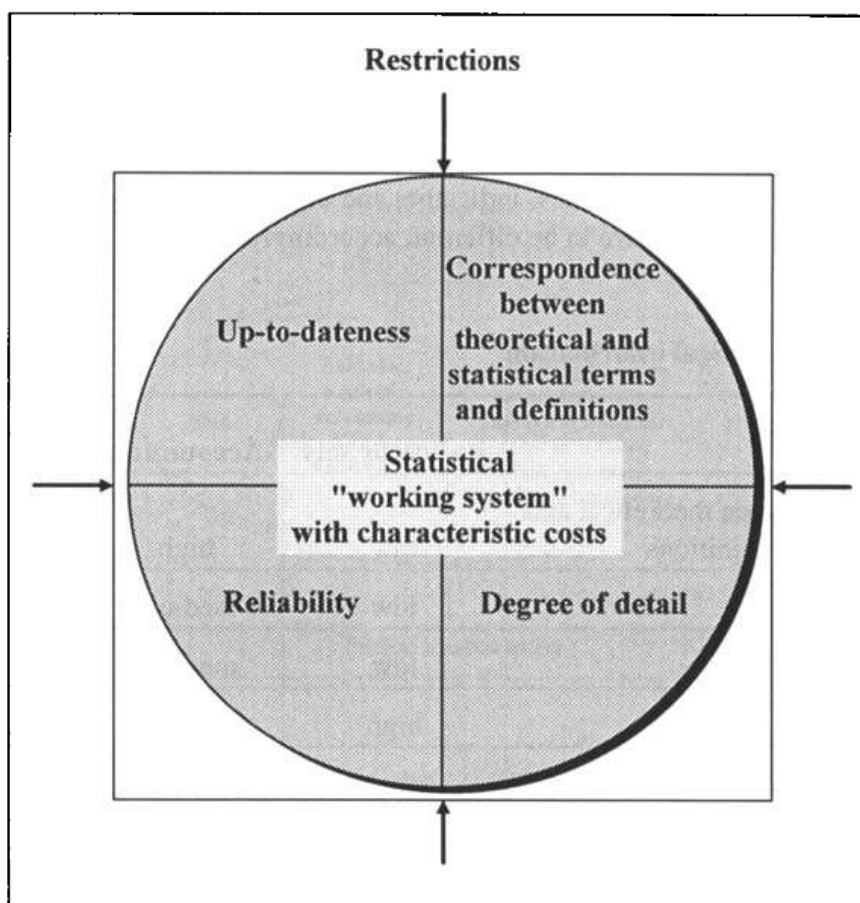 Restrictions
Up-to-dateness
Correspondence
between
theoretical and
statistical terms
and definitions
Statistical
"working system"
with characteristic costs
Reliability
Degree of detail